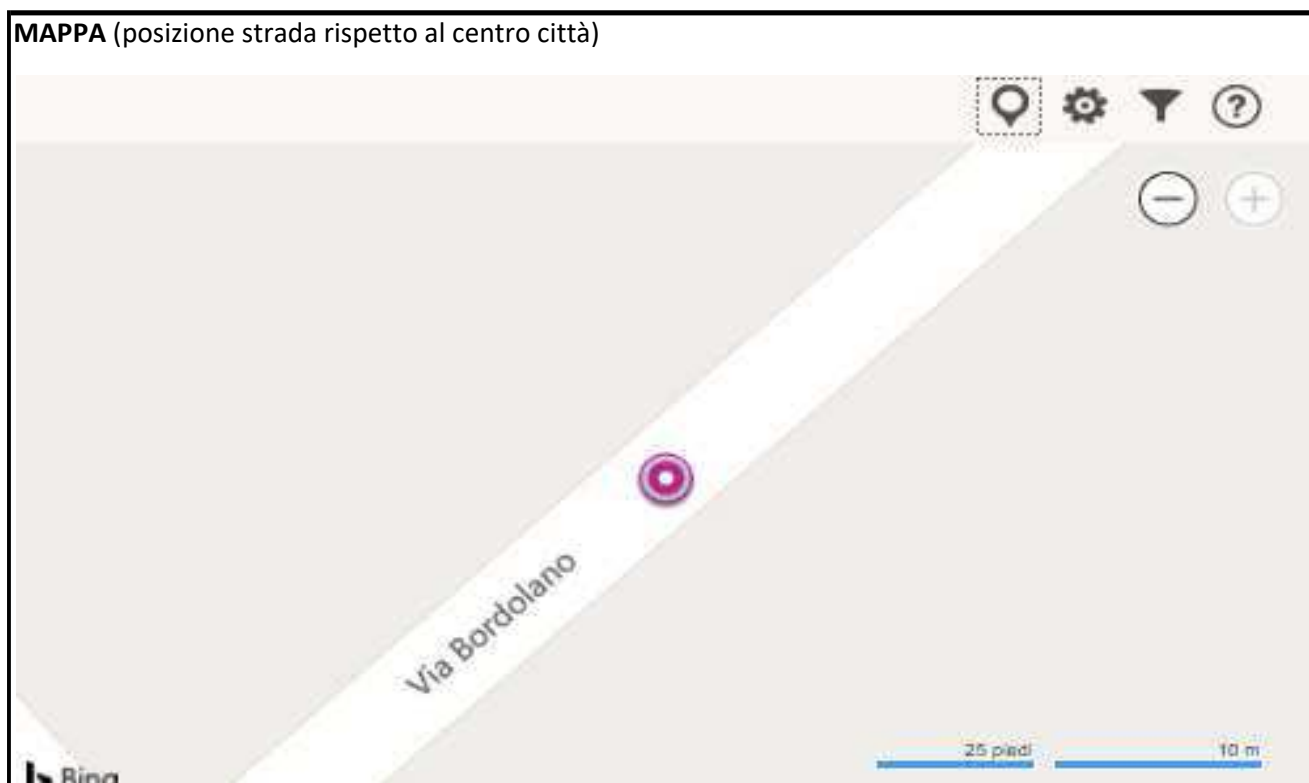 MAPPA (posizione strada rispetto al centro città)
?
Via Bordolano
25 piedi
10 m
Bing